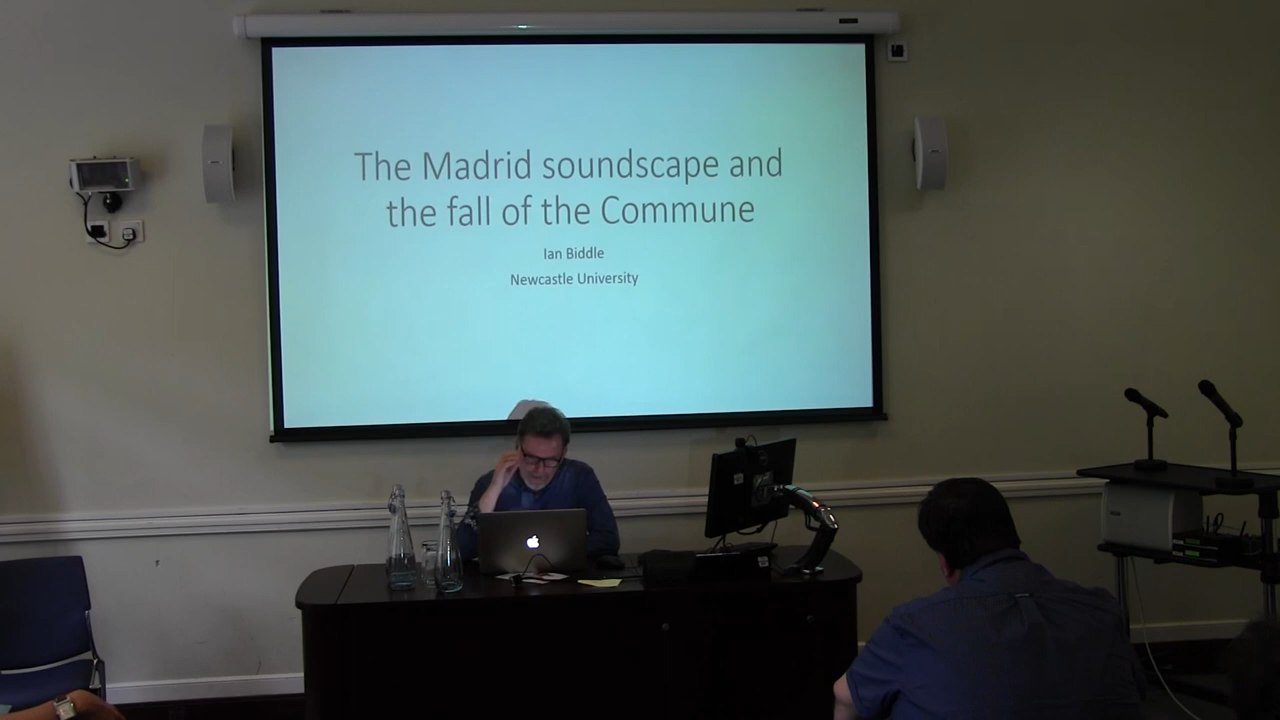 The Madrid soundscape and
the fall of the Commune
Ian Biddle
Newcastle University